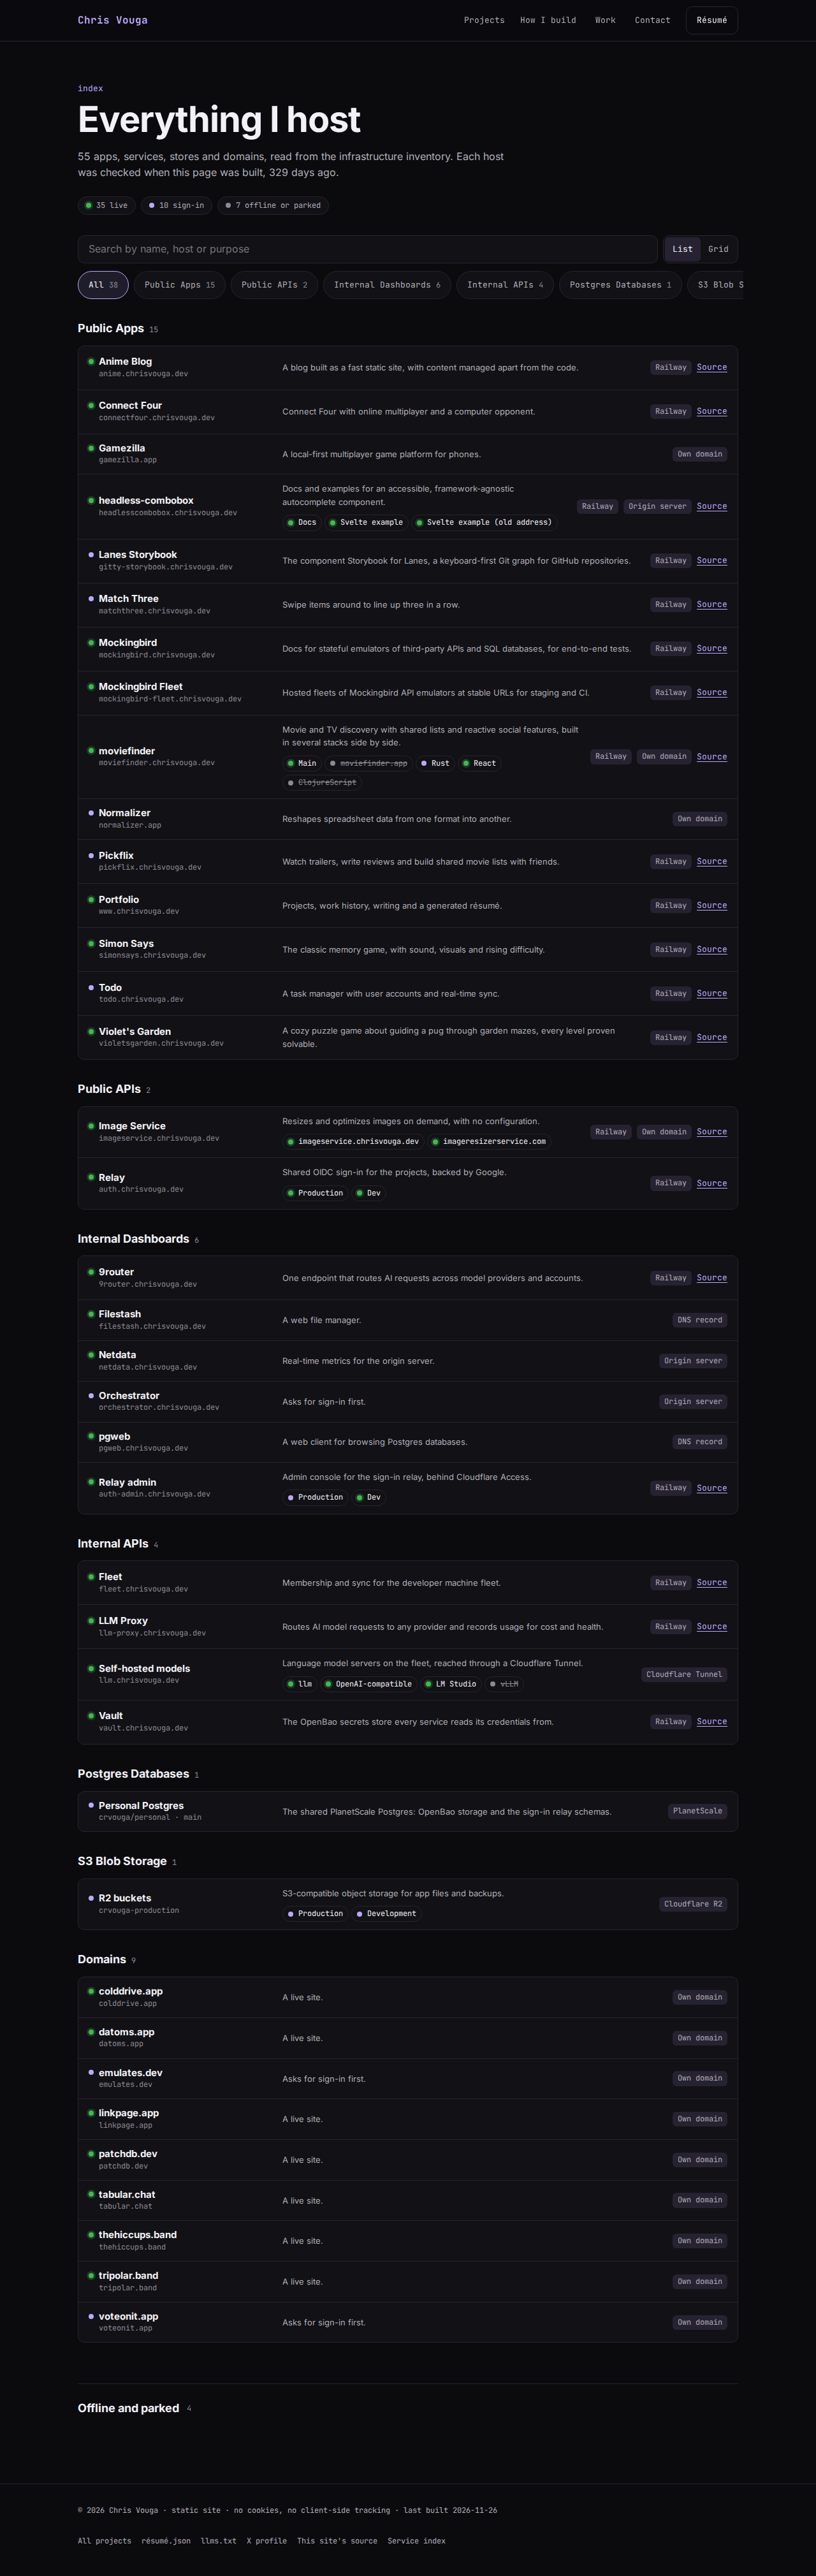 Chris Vouga
Projects How I build Work Contact Résumé
index
Everything I host
55 apps, services, stores and domains, read from the infrastructure inventory. Each host
was checked when this page was built, 329 days ago.
35 live 10 sign-in 7 offline or parked
Search by name, host or purpose List Grid
All 38 Public Apps 15 Public APIs 2 Internal Dashboards 6 Internal APIs 4 Postgres Databases 1 S3 Blob S
Public Apps 15
Anime Blog
anime.chrisvouga.dev
A blog built as a fast static site, with content managed apart from the code.
Railway Source
Connect Four
connectfour.chrisvouga.dev
Connect Four with online multiplayer and a computer opponent.
Railway Source
Gamezilla
gamezilla.app
A local-first multiplayer game platform for phones.
Own domain
headless-combobox
headlesscombobox.chrisvouga.dev
Docs and examples for an accessible, framework-agnostic
autocomplete component.
Docs Svelte example Svelte example (old address)
Railway Origin server Source
Lanes Storybook
gitty-storybook.chrisvouga.dev
The component Storybook for Lanes, a keyboard-first Git graph for GitHub repositories.
Railway Source
Match Three
matchthree.chrisvouga.dev
Swipe items around to line up three in a row.
Railway Source
Mockingbird
mockingbird.chrisvouga.dev
Docs for stateful emulators of third-party APIs and SQL databases, for end-to-end tests.
Railway Source
Mockingbird Fleet
mockingbird-fleet.chrisvouga.dev
Hosted fleets of Mockingbird API emulators at stable URLs for staging and CI.
Railway Source
moviefinder
moviefinder.chrisvouga.dev
Movie and TV discovery with shared lists and reactive social features, built
in several stacks side by side.
Main moviefinder.app Rust React
ClojureScript
Railway Own domain Source
Normalizer
normalizer.app
Reshapes spreadsheet data from one format into another.
Own domain
Pickflix
pickflix.chrisvouga.dev
Watch trailers, write reviews and build shared movie lists with friends.
Railway Source
Portfolio
www.chrisvouga.dev
Projects, work history, writing and a generated résumé.
Railway Source
Simon Says
simonsays.chrisvouga.dev
The classic memory game, with sound, visuals and rising difficulty.
Railway Source
Todo
todo.chrisvouga.dev
A task manager with user accounts and real-time sync.
Railway Source
Violet's Garden
violetsgarden.chrisvouga.dev
A cozy puzzle game about guiding a pug through garden mazes, every level proven
solvable.
Railway Source
Public APIs 2
Image Service
imageservice.chrisvouga.dev
Resizes and optimizes images on demand, with no configuration.
imageservice.chrisvouga.dev imageresizerservice.com
Railway Own domain Source
Relay
auth.chrisvouga.dev
Shared OIDC sign-in for the projects, backed by Google.
Production Dev
Railway Source
Internal Dashboards 6
9router
9router.chrisvouga.dev
One endpoint that routes AI requests across model providers and accounts.
Railway Source
Filestash
filestash.chrisvouga.dev
A web file manager.
DNS record
Netdata
netdata.chrisvouga.dev
Real-time metrics for the origin server.
Origin server
Orchestrator
orchestrator.chrisvouga.dev
Asks for sign-in first.
Origin server
pgweb
pgweb.chrisvouga.dev
A web client for browsing Postgres databases.
DNS record
Relay admin
auth-admin.chrisvouga.dev
Admin console for the sign-in relay, behind Cloudflare Access.
Production Dev
Railway Source
Internal APIs 4
Fleet
fleet.chrisvouga.dev
Membership and sync for the developer machine fleet.
Railway Source
LLM Proxy
llm-proxy.chrisvouga.dev
Routes AI model requests to any provider and records usage for cost and health.
Railway Source
Self-hosted models
llm.chrisvouga.dev
Language model servers on the fleet, reached through a Cloudflare Tunnel.
llm OpenAI-compatible LM Studio vLLM
Cloudflare Tunnel
Vault
vault.chrisvouga.dev
The OpenBao secrets store every service reads its credentials from.
Railway Source
Postgres Databases 1
Personal Postgres
crvouga/personal · main
The shared PlanetScale Postgres: OpenBao storage and the sign-in relay schemas.
PlanetScale
S3 Blob Storage 1
R2 buckets
crvouga-production
S3-compatible object storage for app files and backups.
Production Development
Cloudflare R2
Domains 9
colddrive.app
colddrive.app
A live site.
Own domain
datoms.app
datoms.app
A live site.
Own domain
emulates.dev
emulates.dev
Asks for sign-in first.
Own domain
linkpage.app
linkpage.app
A live site.
Own domain
patchdb.dev
patchdb.dev
A live site.
Own domain
tabular.chat
tabular.chat
A live site.
Own domain
thehiccups.band
thehiccups.band
A live site.
Own domain
tripolar.band
tripolar.band
A live site.
Own domain
voteonit.app
voteonit.app
Asks for sign-in first.
Own domain
Offline and parked 4
© 2026 Chris Vouga · static site · no cookies, no client-side tracking · last built 2026-11-26
All projects résumé.json llms.txt X profile This site's source Service index